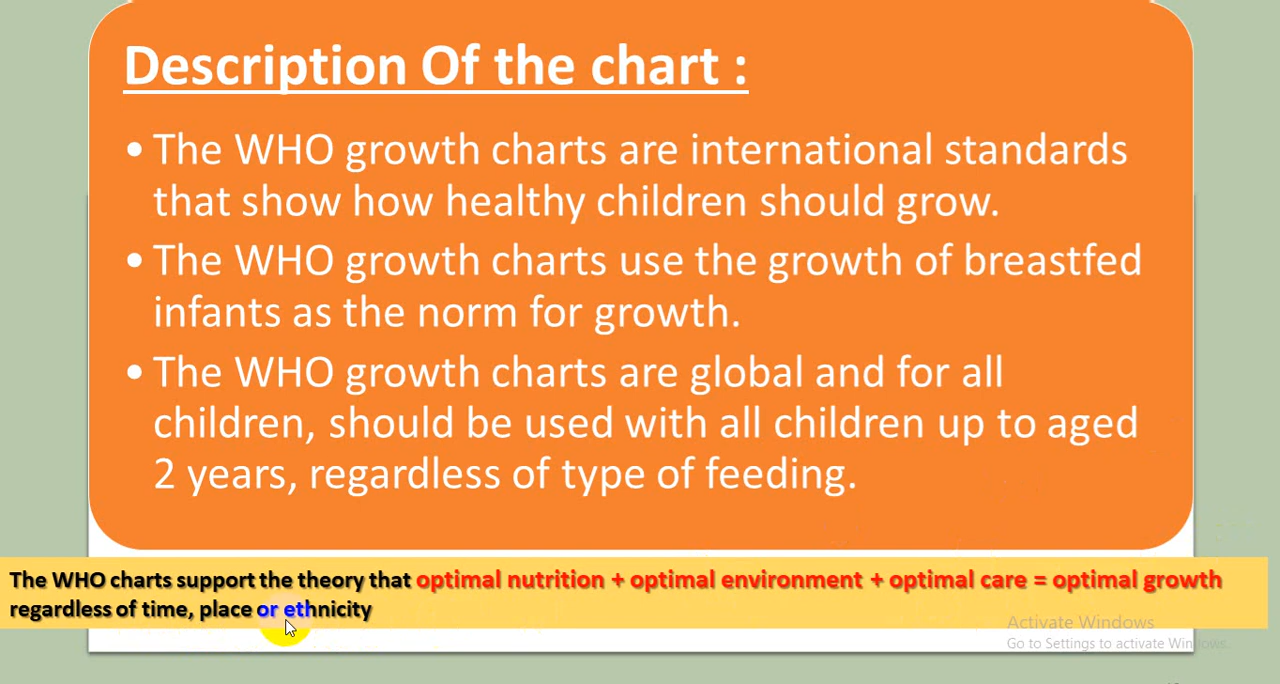 Description Of the chart :
• The WHO growth charts are international standards
that show how healthy children should grow.
• The WHO growth charts use the growth of breastfed
infants as the norm for growth.
• The WHO growth charts are global and for all
children, should be used with all children up to aged
2 years, regardless of type of feeding.
The WHO charts support the theory that optimal nutrition + optimal environment + optimal care = optimal growth
regardless of time, place or ethnicity
Activate Windows
Go to Settings to activate Windows.